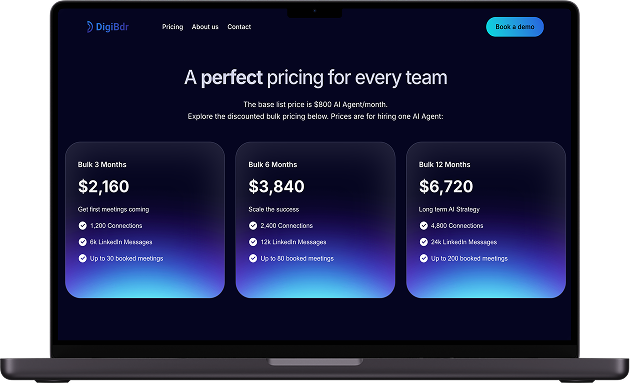 DigiBdr
Pricing About us Contact
Book a demo
A perfect pricing for every team
The base list price is $800 AI Agent/month.
Explore the discounted bulk pricing below. Prices are for hiring one AI Agent:
Bulk 3 Months
$2,160
Get first meetings coming
1,200 Connections
6k LinkedIn Messages
Up to 30 booked meetings
Bulk 6 Months
$3,840
Scale the success
2,400 Connections
12k LinkedIn Messages
Up to 80 booked meetings
Bulk 12 Months
$6,720
Long term AI Strategy
4,800 Connections
24k LinkedIn Messages
Up to 200 booked meetings